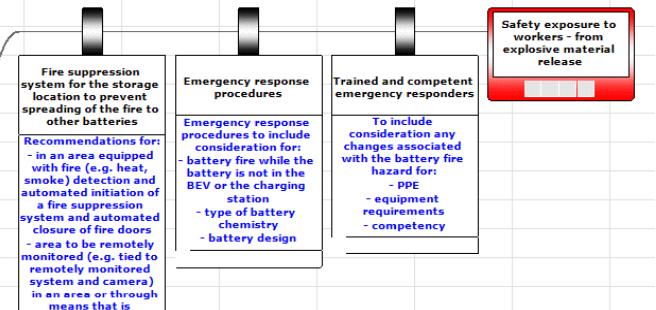 Fire suppression
system for the storage
location to prevent
spreading of the fire to
other batteries
Recommendations for:
- in an area equipped
with fire (e.g. heat,
smoke) detection and
automated initiation of
a fire suppression
system and automated
closure of fire doors
- area to be remotely
monitored (e.g. tied to
remotely monitored
system and camera)
in an area or through
means that is
Emergency response
procedures
Emergency response
procedures to include
consideration for:
- battery fire while the
battery is not in the
BEV or the charging
station
- type of battery
chemistry
- battery design
Trained and competent
emergency responders
To include
consideration any
changes associated
with the battery fire
hazard for:
- PPE
- equipment
requirements
- competency
Safety exposure to
workers - from
explosive material
release